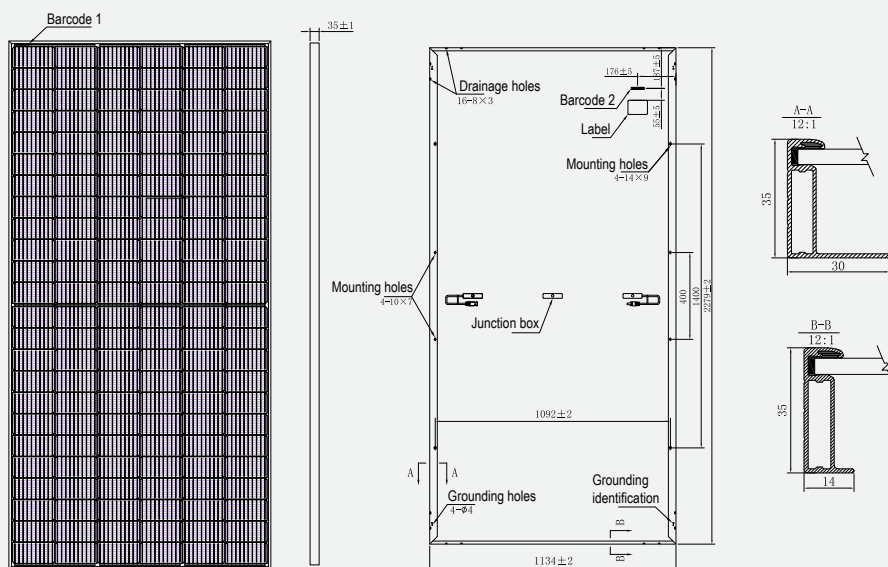 Barcode 1
35±1
Drainage holes
16-8×3
176±5
187±5
Barcode 2
Label
55±5
Mounting holes
4-14×9
Mounting holes
4-10×7
Junction box
400
1400
2279±2
1092±2
A
A
Grounding holes
4-ø4
Grounding
identification
B
B
1134±2
A-A
12:1
35
30
B-B
12:1
35
14